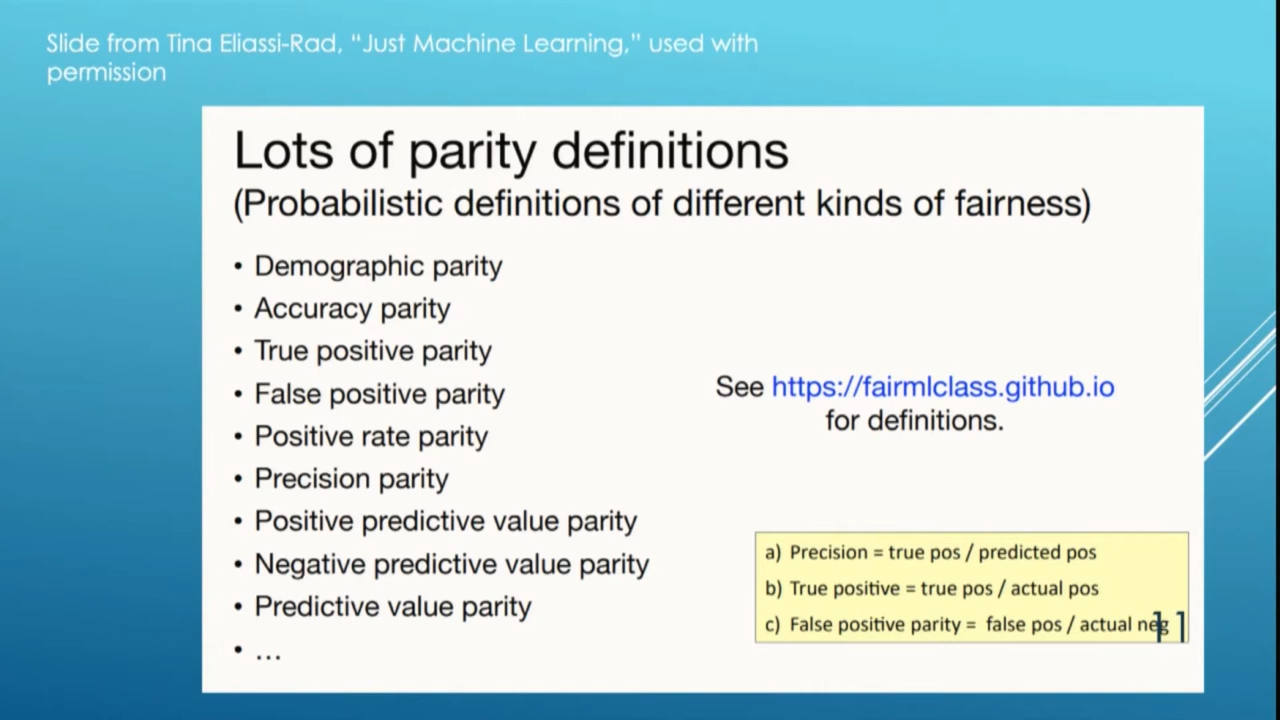 Slide from Tina Eliassi-Rad, “Just Machine Learning,” used with
permission
Lots of parity definitions
(Probabilistic definitions of different kinds of fairness)
• Demographic parity
• Accuracy parity
• True positive parity
• False positive parity
• Positive rate parity
• Precision parity
• Positive predictive value parity
• Negative predictive value parity
• Predictive value parity
• …
See https://fairmlclass.github.io
for definitions.
a) Precision = true pos / predicted pos
b) True positive = true pos / actual pos
c) False positive parity = false pos / actual neg
11